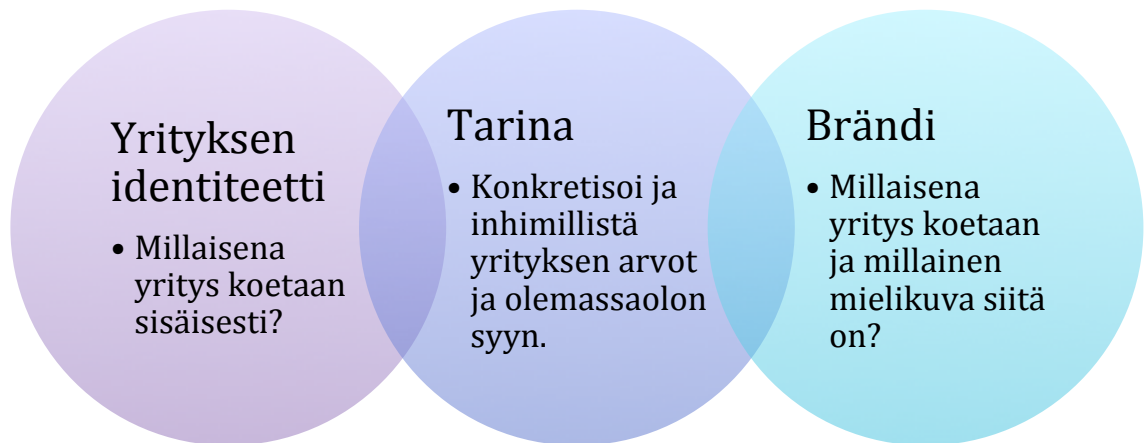 Yrityksen
identiteetti
• Millaisena
yritys koetaan
sisäisesti?
Tarina
• Konkretisoi ja
inhimillistä
yrityksen arvot
ja olemassaolon
syyn.
Brändi
• Millaisena
yritys koetaan
ja millainen
mielikuva siitä
on?